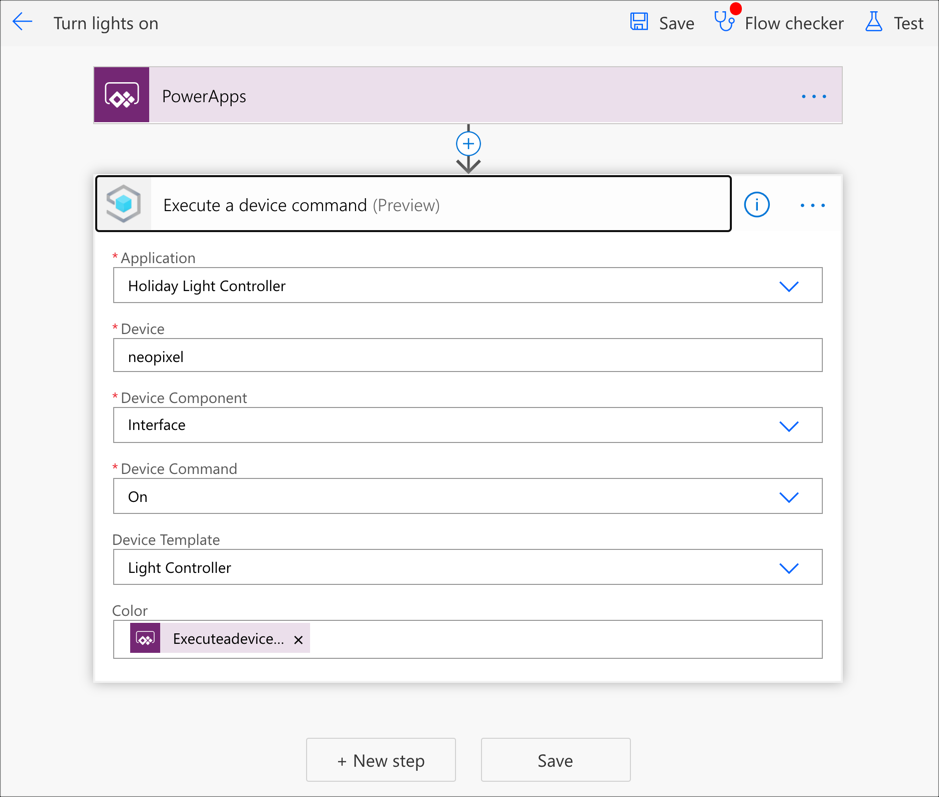 Turn lights on
Save
Flow checker
Test
PowerApps
Execute a device command (Preview)
* Application
Holiday Light Controller
* Device
neopixel
* Device Component
Interface
* Device Command
On
Device Template
Light Controller
Color
Executeadevice...
+ New step
Save